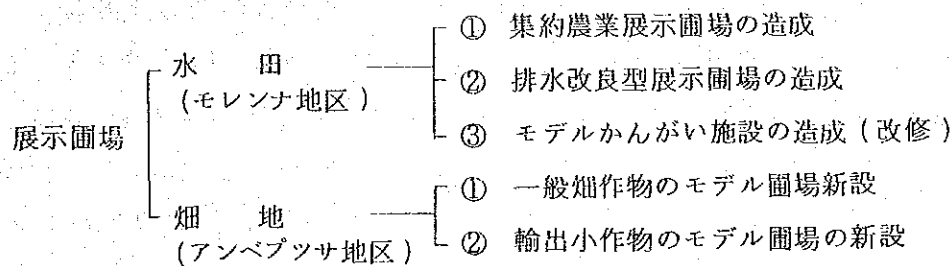 展示圃場
水田
(モレンナ地区)
① 集約農業展示圃場の造成
② 排水改良型展示圃場の造成
③ モデルかんがい施設の造成(改修)
畑地
(アンベプツサ地区)
① 一般畑作物のモデル圃場新設
② 輸出小作物のモデル圃場の新設